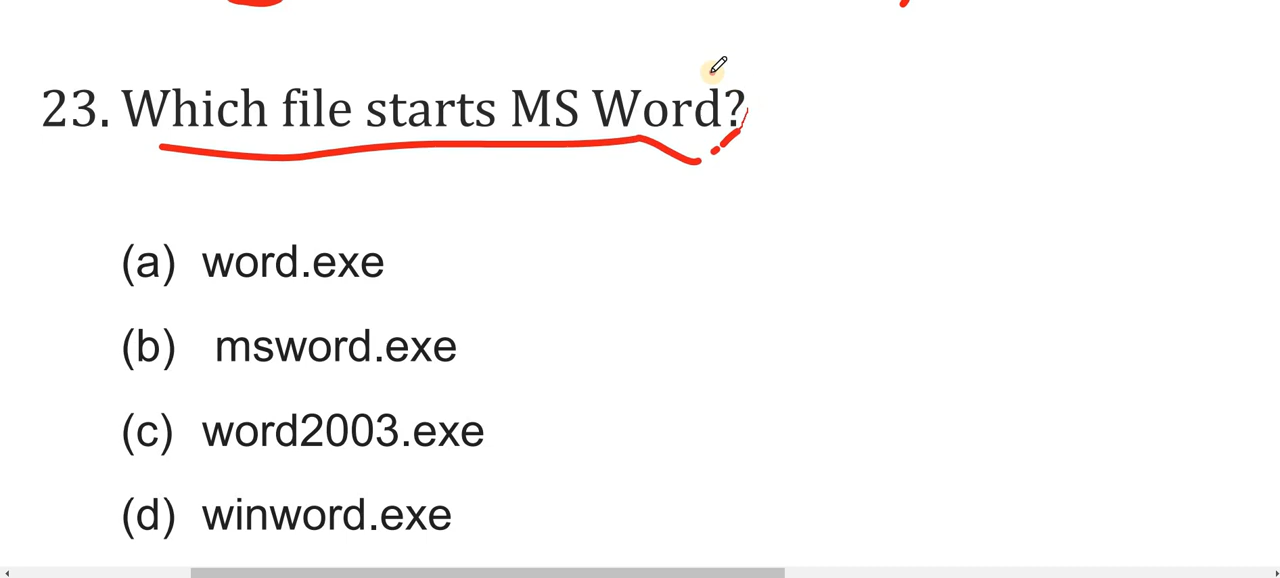 23. Which file starts MS Word?
(a) word.exe
(b) msword.exe
(c) word2003.exe
(d) winword.exe